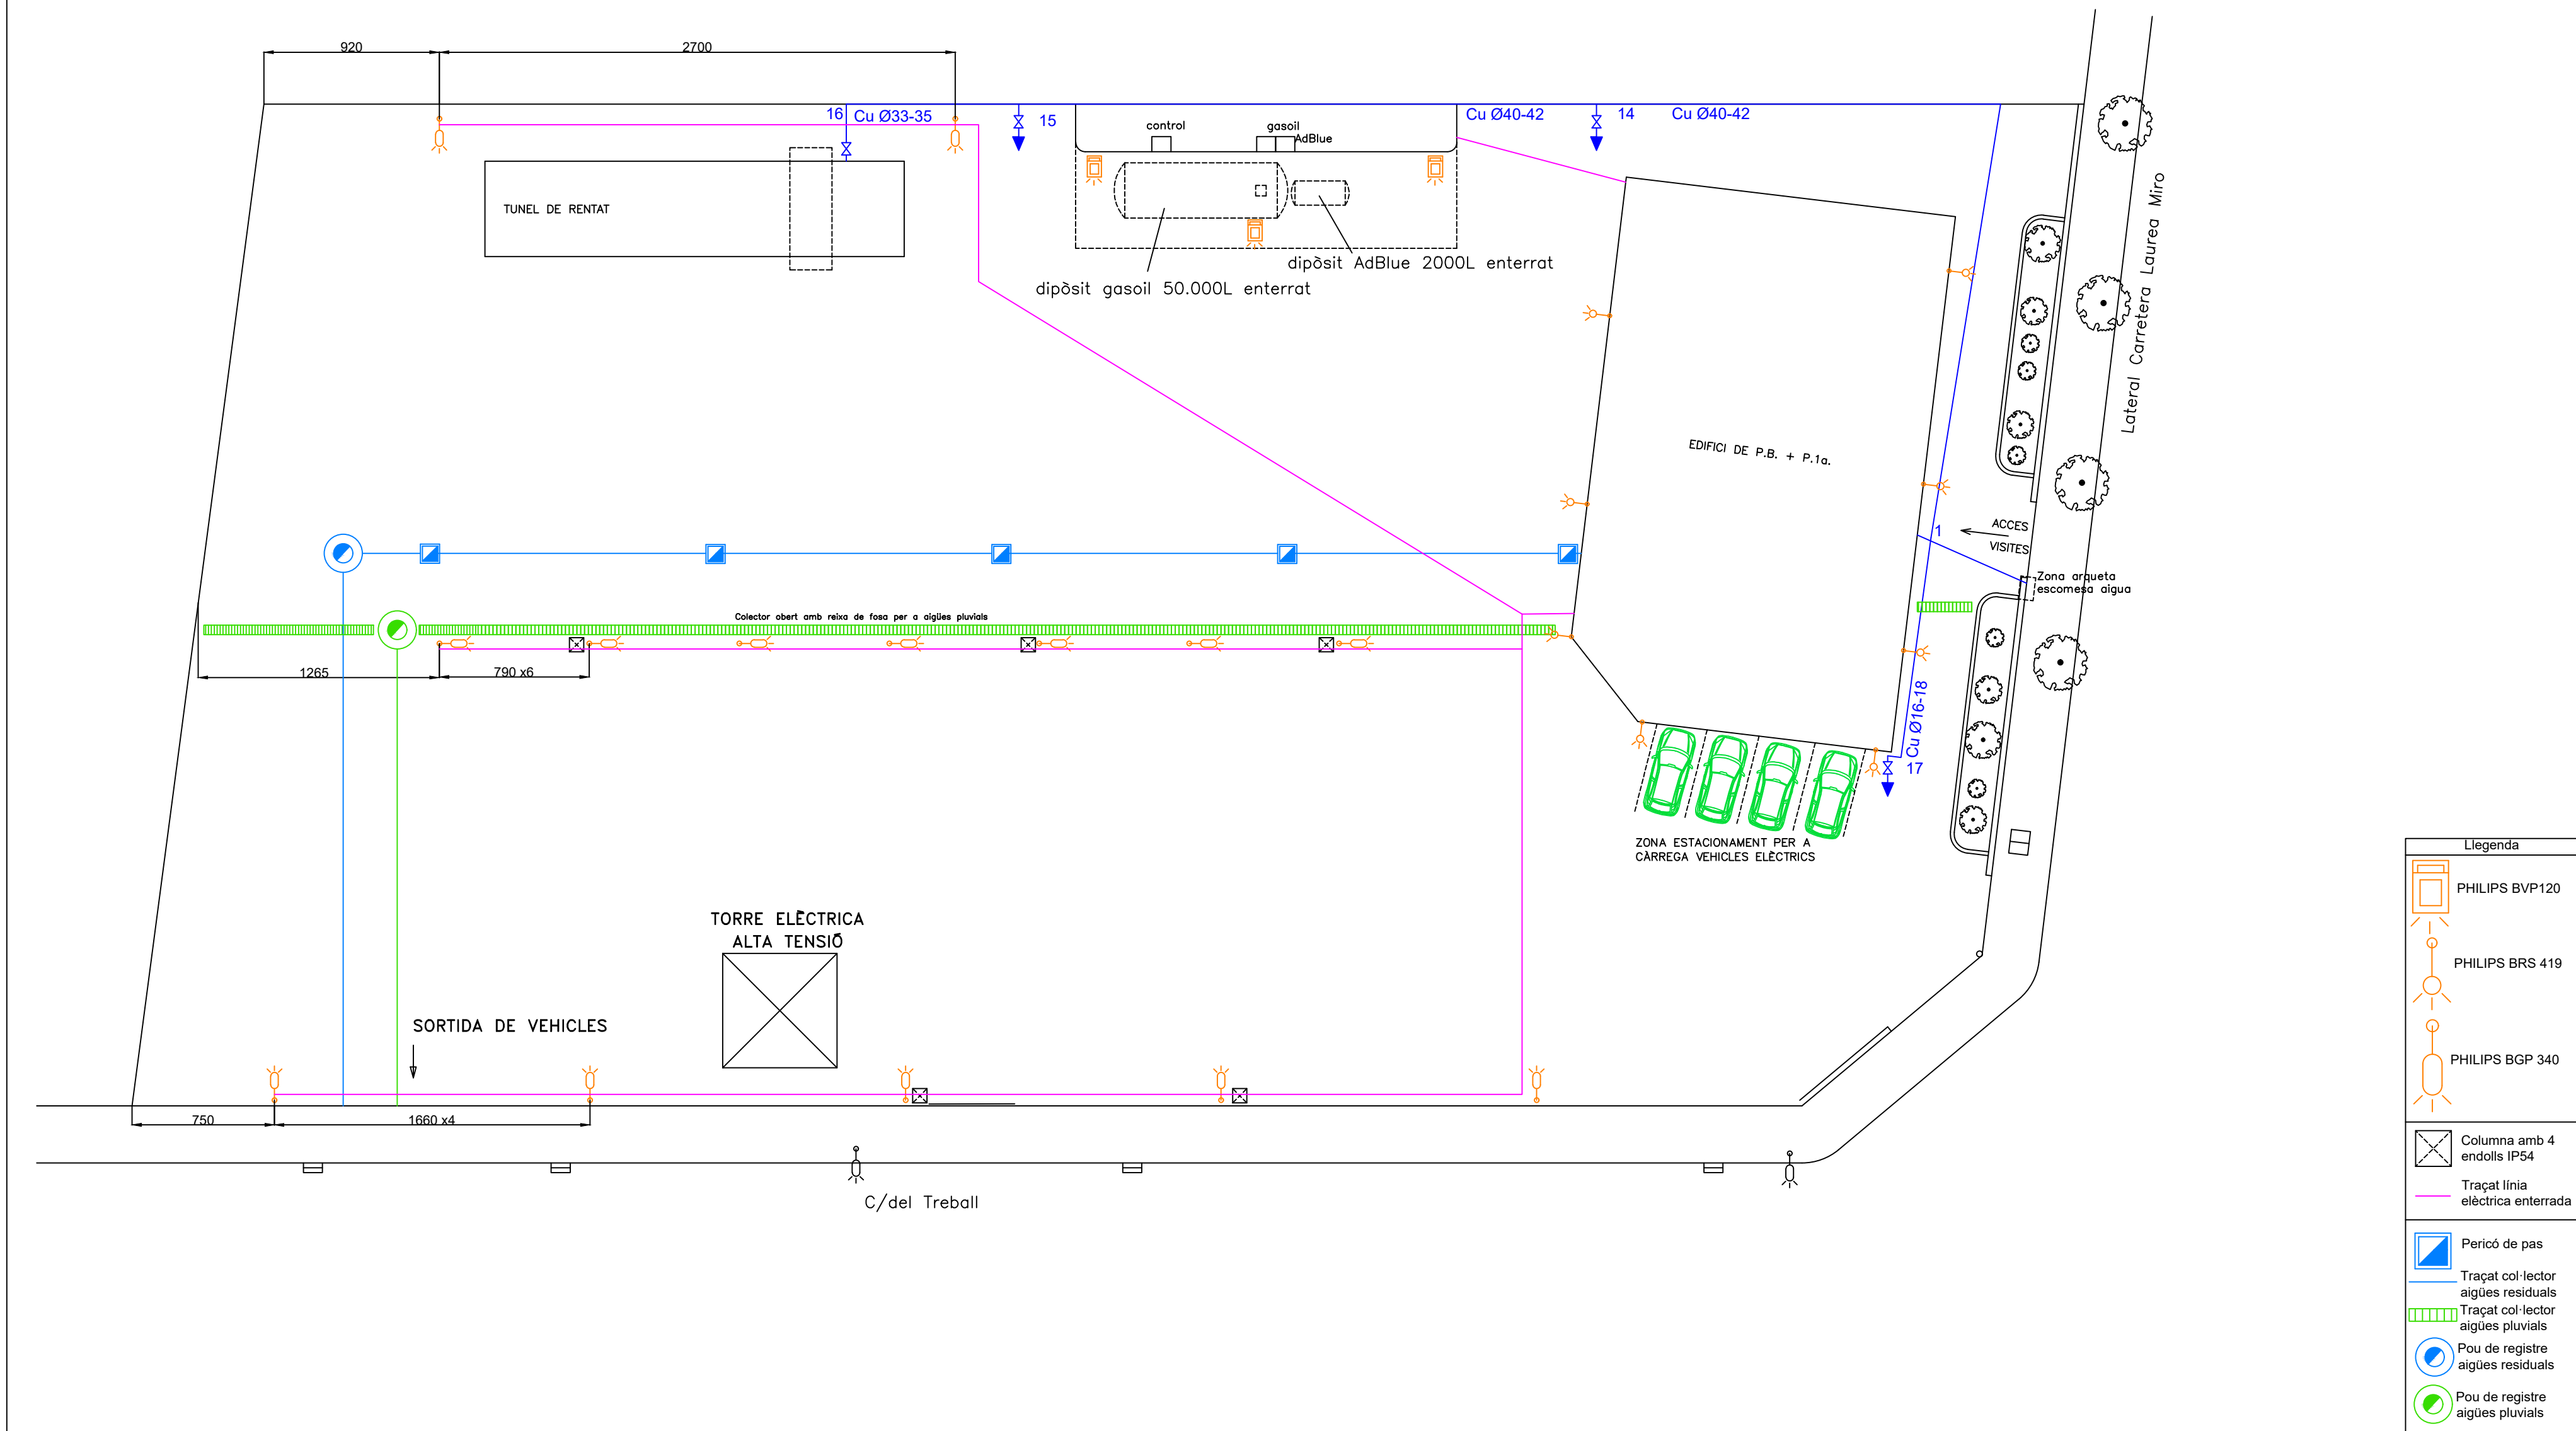 920
2700
16
Cu Ø33-35
15
Cu Ø40-42
14
Cu Ø40-42
control
gasoil
AdBlue
TUNEL DE RENTAT
dipòsit AdBlue 2000L enterrat
dipòsit gasoil 50.000L enterrat
Lateral Carretera Laurea Miro
EDIFICI DE P.B. + P.1a.
1
ACCES
VISITES
Zona arqueta
escomesa aigua
Colector obert amb reixa de fosa per a aigües pluvials
1265
790 x6
Cu Ø16-18
17
ZONA ESTACIONAMENT PER A
CÀRREGA VEHICLES ELÈCTRICS
TORRE ELÈCTRICA
ALTA TENSIÓ
SORTIDA DE VEHICLES
750
1660 x4
C/del Treball
Llegenda
PHILIPS BVP120
PHILIPS BRS 419
PHILIPS BGP 340
Columna amb 4
endolls IP54
Traçat línia
elèctrica enterrada
Pericó de pas
Traçat col·lector
aigües residuals
Traçat col·lector
aigües pluvials
Pou de registre
aigües residuals
Pou de registre
aigües pluvials